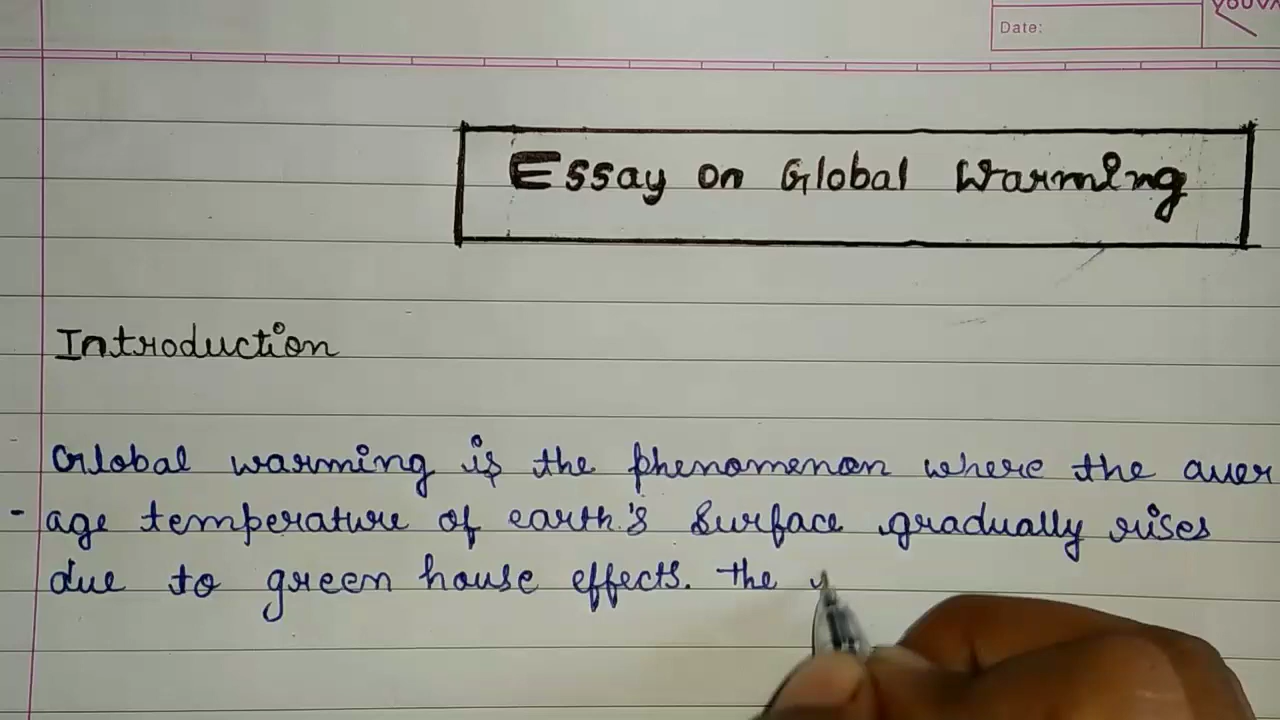 Date:
Essay on Global Warming
Introduction
Global warming is the phenomenon where the aver
- age temperature of earth's surface gradually rises
due to green house effects. The